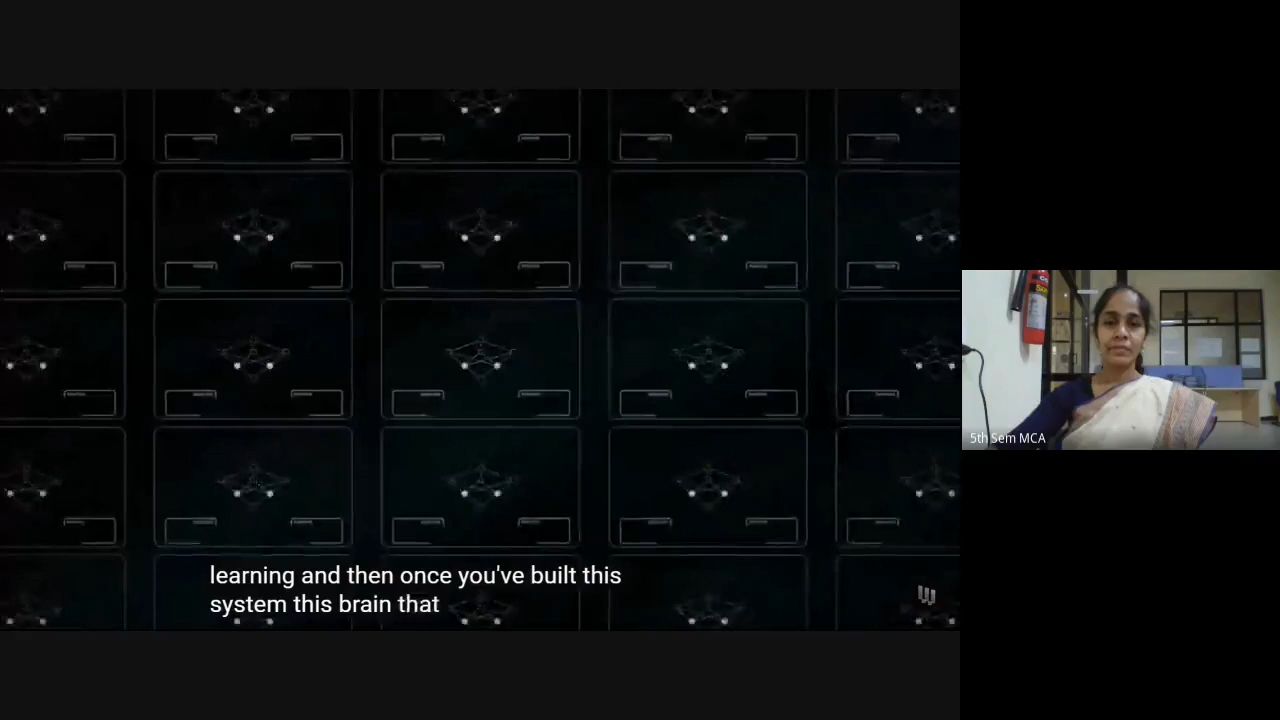 learning and then once you've built this
system this brain that
5th Sem MCA